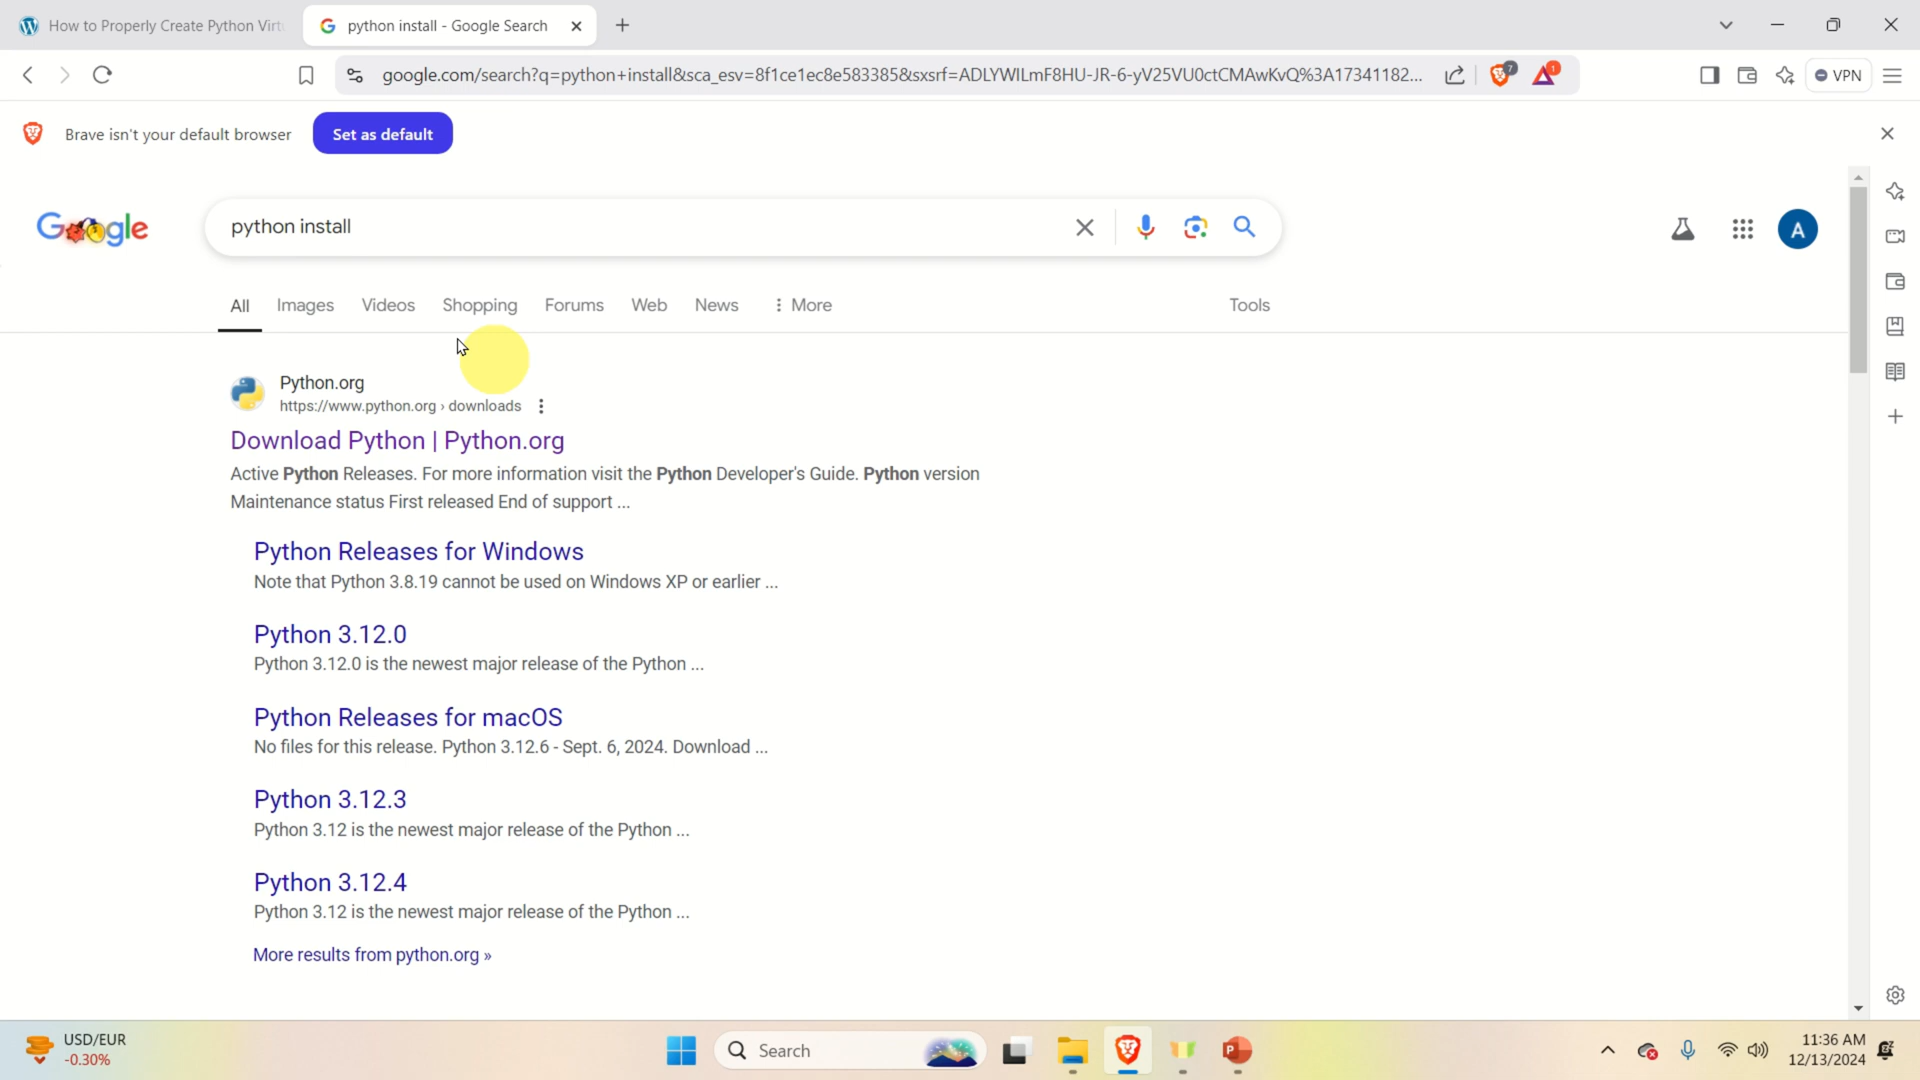 How to Properly Create Python Virt
python install - Google Search
google.com/search?q=python+install&sca_esv=8f1ce1ec8e583385&sxsrf=ADLYWILmF8HU-JR-6-yV25VU0ctCMAwKvQ%3A17341182...
7
1
VPN
Brave isn't your default browser
Set as default
Google
python install
A
All
Images
Videos
Shopping
Forums
Web
News
More
Tools
Python.org
https://www.python.org › downloads
Download Python | Python.org
Active Python Releases. For more information visit the Python Developer's Guide. Python version
Maintenance status First released End of support ...
Python Releases for Windows
Note that Python 3.8.19 cannot be used on Windows XP or earlier ...
Python 3.12.0
Python 3.12.0 is the newest major release of the Python ...
Python Releases for macOS
No files for this release. Python 3.12.6 - Sept. 6, 2024. Download ...
Python 3.12.3
Python 3.12 is the newest major release of the Python ...
Python 3.12.4
Python 3.12 is the newest major release of the Python ...
More results from python.org »
USD/EUR
-0.30%
Search
P
11:36 AM
12/13/2024